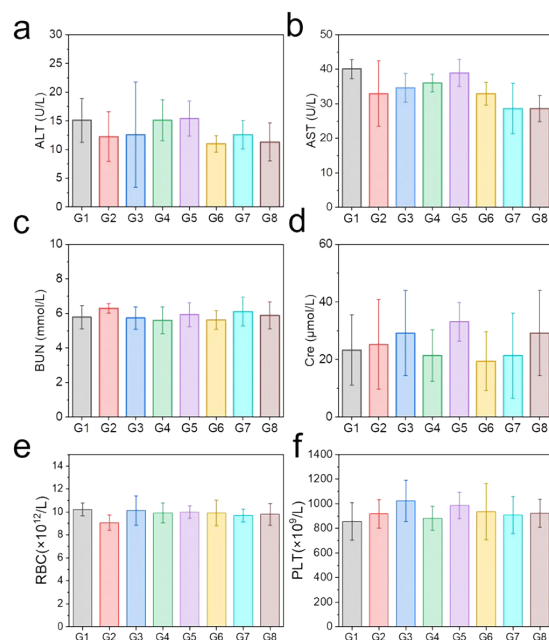 a
ALT (U/L)
30
25
20
15
10
5
0
G1 G2 G3 G4 G5 G6 G7 G8
b
AST (U/L)
50
40
30
20
10
0
G1 G2 G3 G4 G5 G6 G7 G8
c
BUN (mmol/L)
10
8
6
4
2
0
G1 G2 G3 G4 G5 G6 G7 G8
d
Cre (μmol/L)
60
40
20
0
G1 G2 G3 G4 G5 G6 G7 G8
e
RBC(×10¹²/L)
14
12
10
8
6
4
2
0
G1 G2 G3 G4 G5 G6 G7 G8
f
PLT(×10⁹/L)
1400
1200
1000
800
600
400
200
0
G1 G2 G3 G4 G5 G6 G7 G8